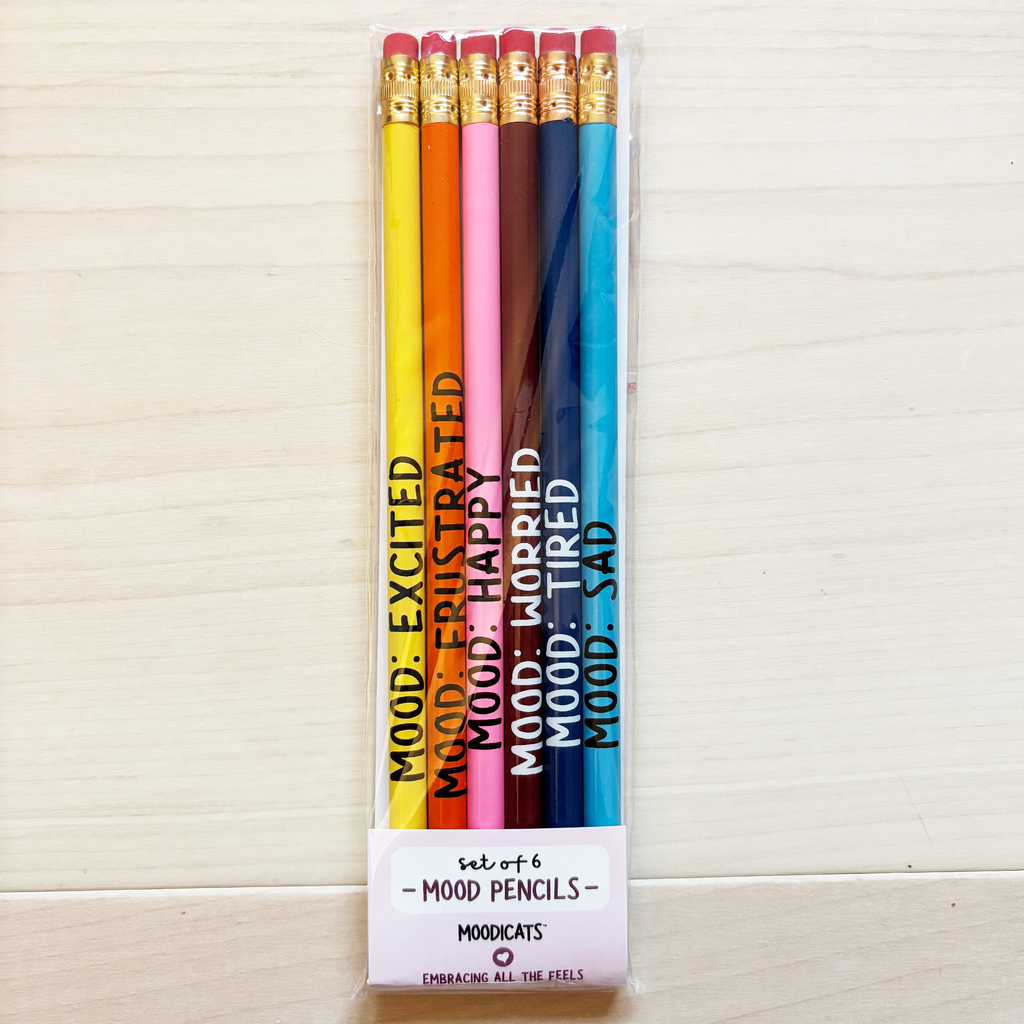 MOOD: EXCITED
MOOD: FRUSTRATED
MOOD: HAPPY
MOOD: WORRIED
MOOD: TIRED
MOOD: SAD
set of 6
- MOOD PENCILS -
MOODICATS™
EMBRACING ALL THE FEELS